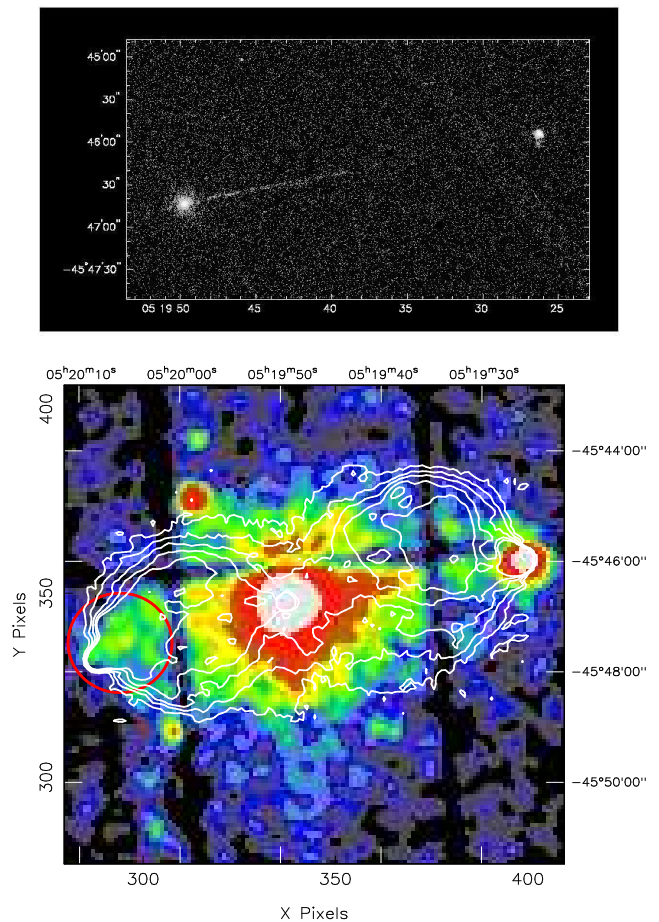 45'00"
30"
46'00"
30"
47'00"
-45°47'30"
05 19 50 45 40 35 30 25
05ʰ20ᵐ10ˢ 05ʰ20ᵐ00ˢ 05ʰ19ᵐ50ˢ 05ʰ19ᵐ40ˢ 05ʰ19ᵐ30ˢ
400
-45°44'00"
-45°46'00"
350
Y Pixels
-45°48'00"
300
-45°50'00"
300 350 400
X Pixels